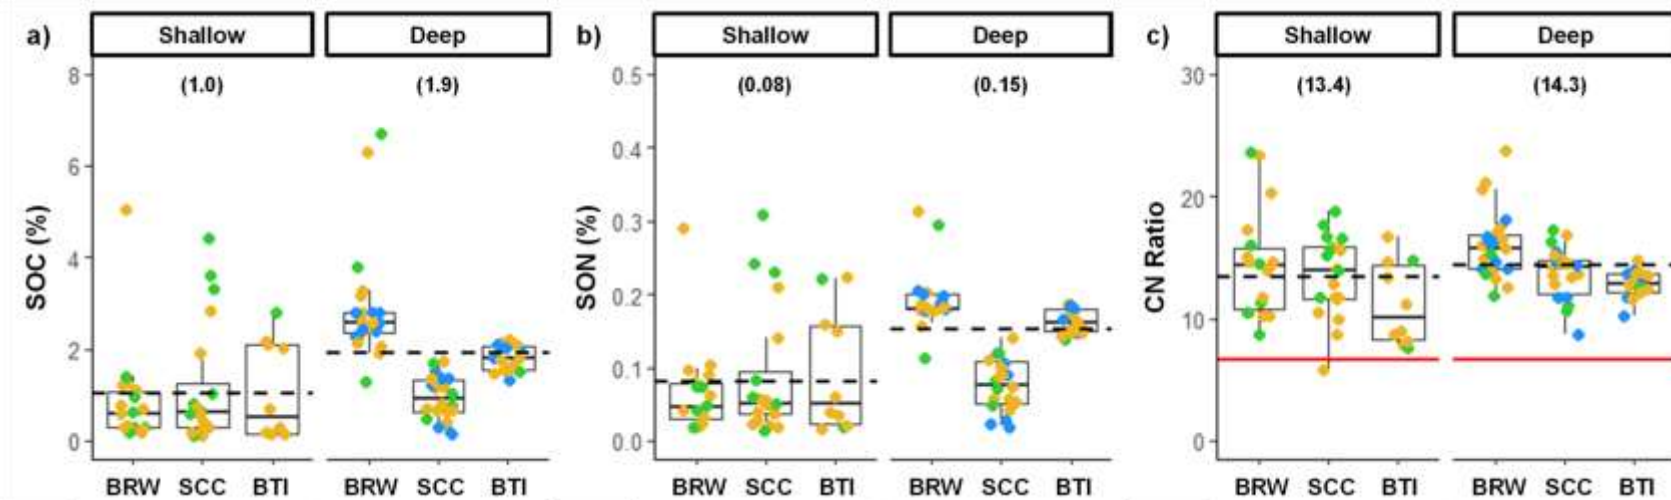 a)
Shallow
Deep
(1.0)
(1.9)
SOC (%)
8
6
4
2
0
BRW SCC BTI
BRW SCC BTI
b)
Shallow
Deep
(0.08)
(0.15)
SON (%)
0.5
0.4
0.3
0.2
0.1
0.0
BRW SCC BTI
BRW SCC BTI
c)
Shallow
Deep
(13.4)
(14.3)
CN Ratio
30
20
10
0
BRW SCC BTI
BRW SCC BTI